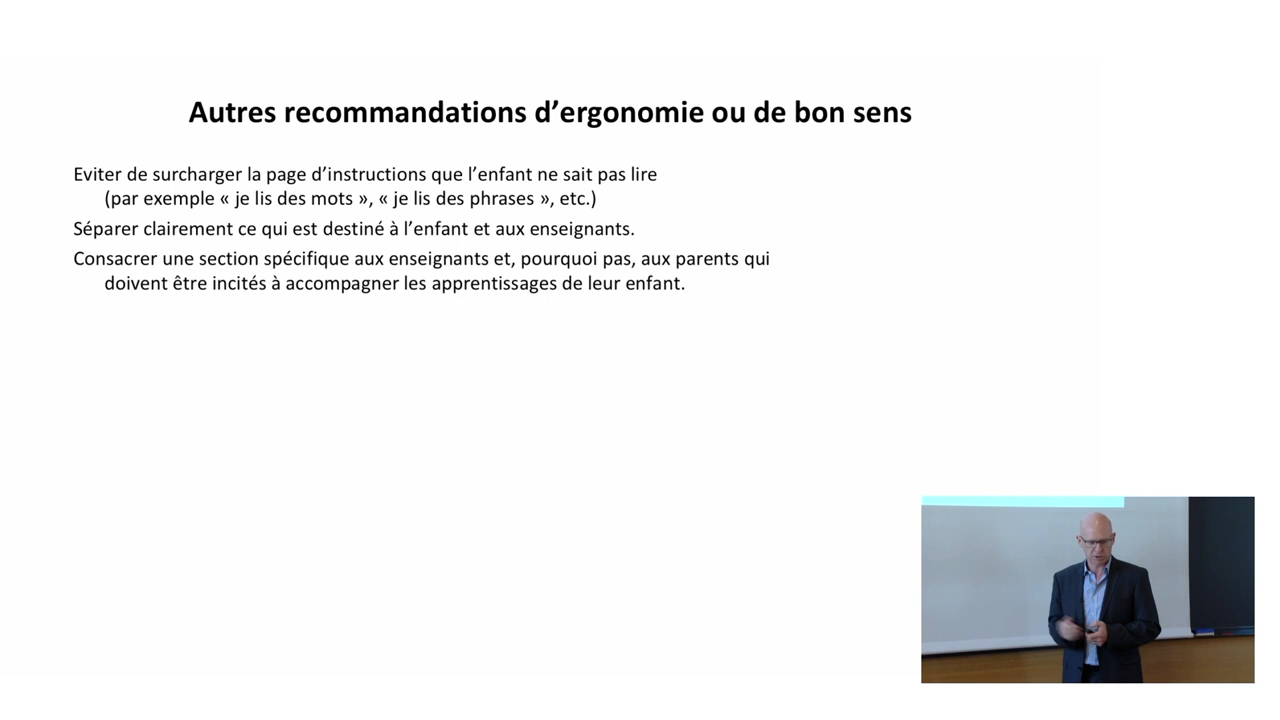 Autres recommandations d’ergonomie ou de bon sens
Eviter de surcharger la page d’instructions que l’enfant ne sait pas lire
(par exemple « je lis des mots », « je lis des phrases », etc.)
Séparer clairement ce qui est destiné à l’enfant et aux enseignants.
Consacrer une section spécifique aux enseignants et, pourquoi pas, aux parents qui
doivent être incités à accompagner les apprentissages de leur enfant.